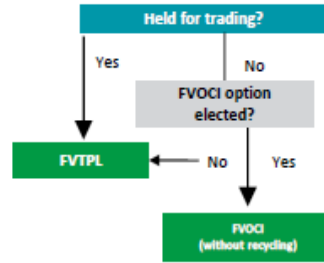 Held for trading?
Yes
No
FVOCI option
elected?
FVTPL
No
Yes
FVOCI
(without recycling)